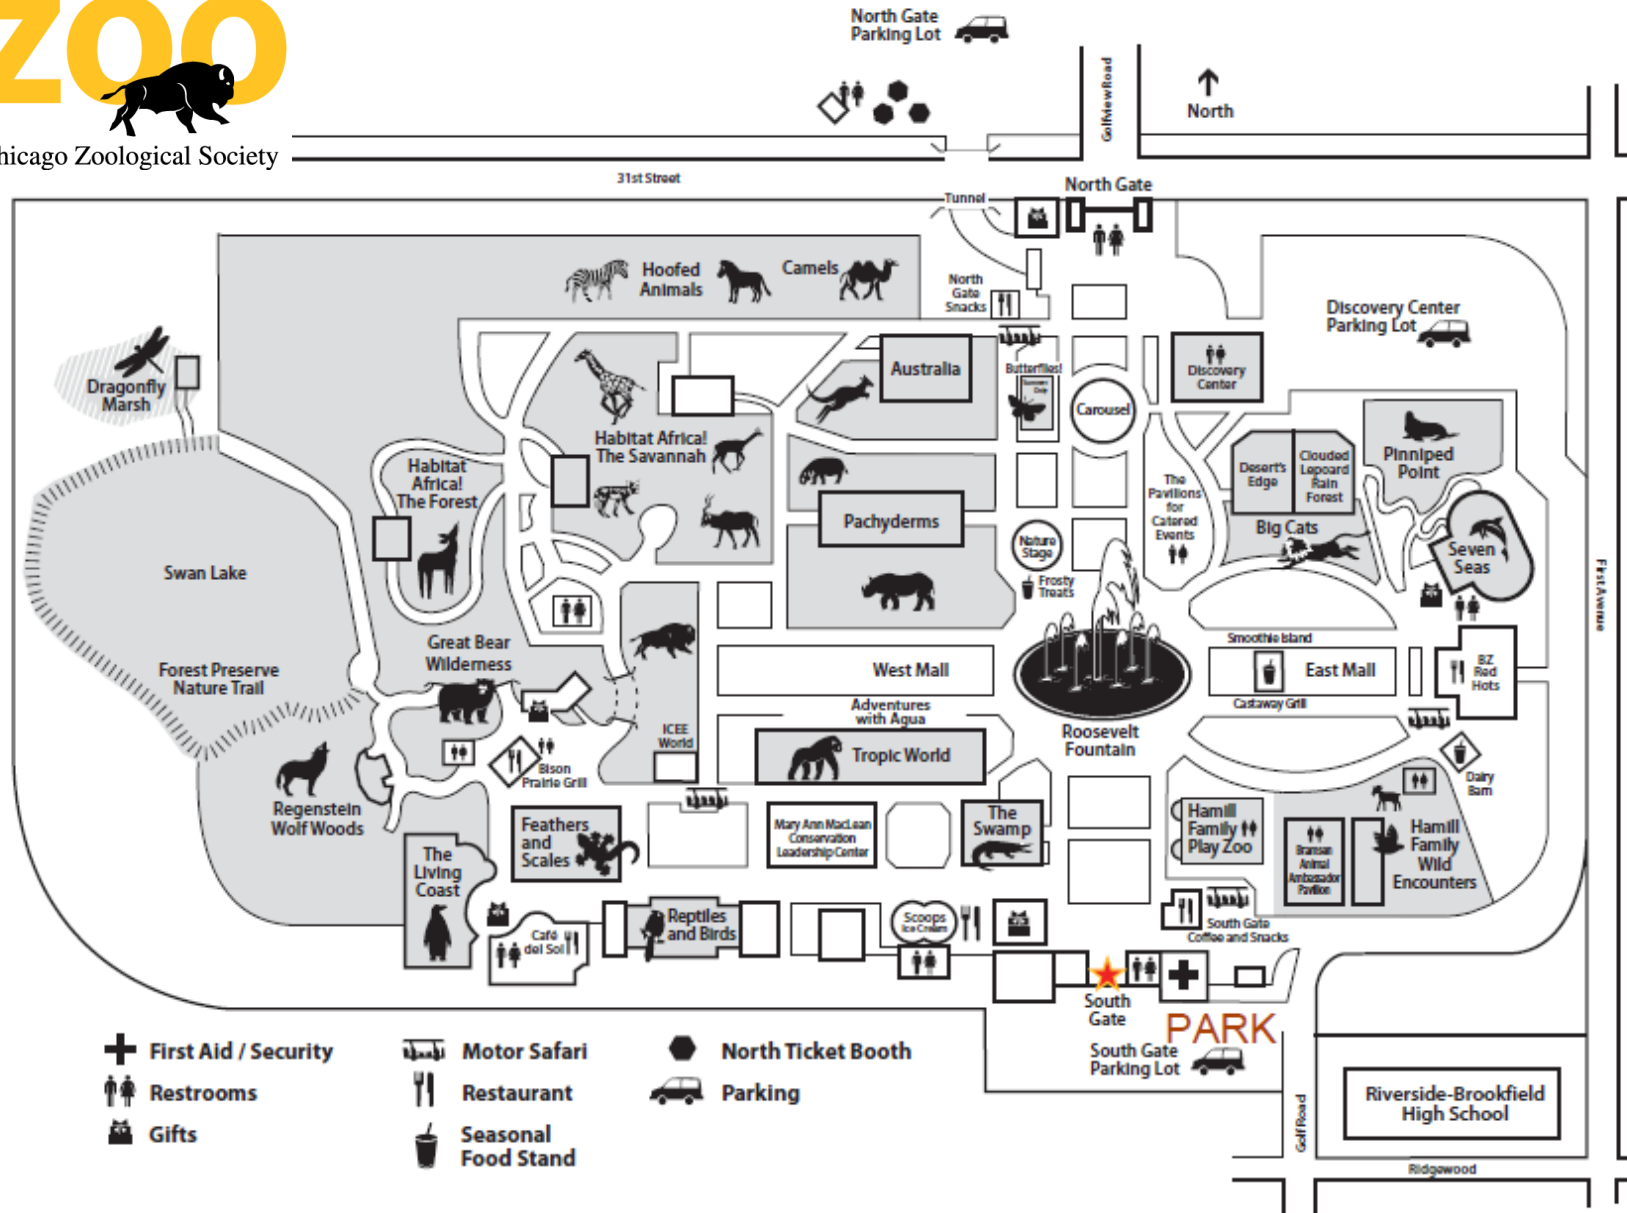 ZOO
hicago Zoological Society
North Gate
Parking Lot
Golfview Road
North
31st Street
Tunnel
North Gate
North
Gate
Snacks
Hoofed
Animals
Camels
Discovery Center
Parking Lot
Dragonfly
Marsh
Australia
Butterflies!
Summer
Only
Carousel
Discovery
Center
Habitat Africa!
The Savannah
Habitat
Africa!
The Forest
Pachyderms
The
Pavilions
for
Catered
Events
Desert's
Edge
Clouded
Lepoard
Rain
Forest
Big Cats
Pinniped
Point
Seven
Seas
Nature
Stage
Frosty
Treats
First Avenue
Swan Lake
Forest Preserve
Nature Trail
Great Bear
Wilderness
West Mall
Smoothie Island
East Mall
Castaway Grill
BZ
Red
Hots
Adventures
with Agua
ICEE
World
Tropic World
Roosevelt
Fountain
Bison
Prairie Grill
Dairy
Barn
Regenstein
Wolf Woods
Feathers
and
Scales
Mary Ann MacLean
Conservation
Leadership Center
The
Swamp
Hamill
Family
Play Zoo
Bramsen
Animal
Ambassador
Pavilion
Hamill
Family
Wild
Encounters
The
Living
Coast
Café
del Sol
Reptiles
and Birds
Scoops
Ice Cream
South Gate
Coffee and Snacks
South
Gate
PARK
South Gate
Parking Lot
First Aid / Security
Restrooms
Gifts
Motor Safari
Restaurant
Seasonal
Food Stand
North Ticket Booth
Parking
Golf Road
Riverside-Brookfield
High School
Ridgewood